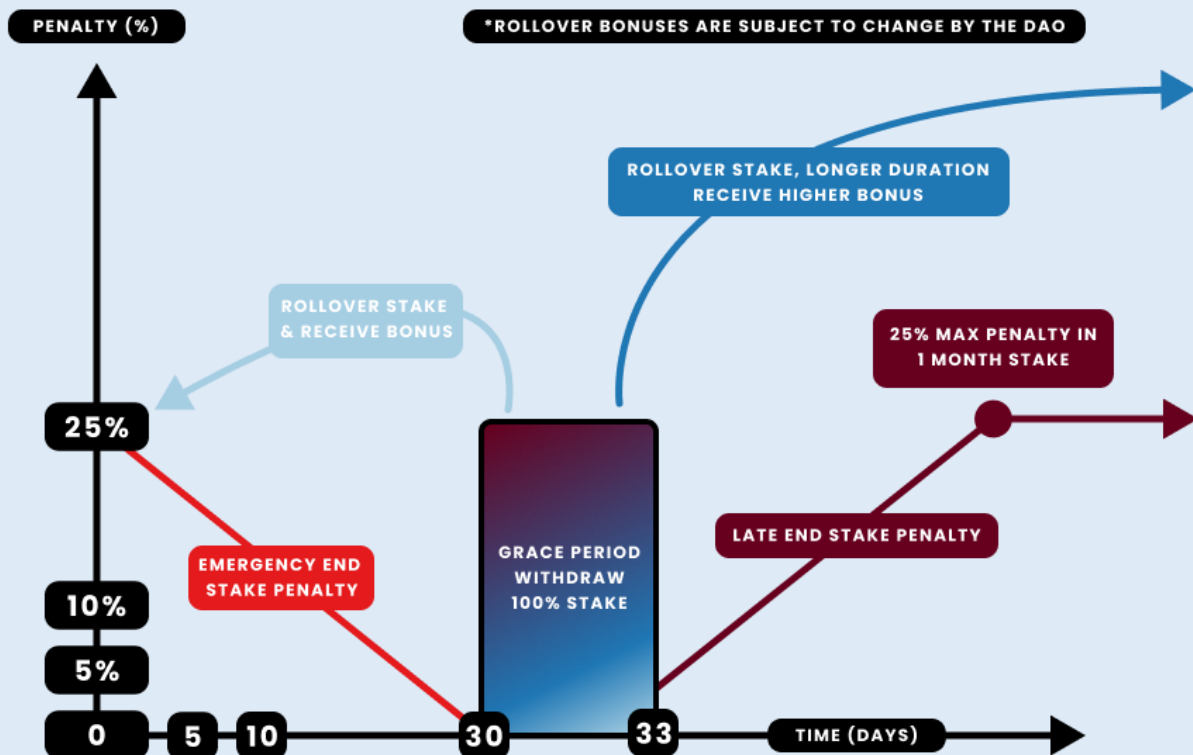 PENALTY (%)
*ROLLOVER BONUSES ARE SUBJECT TO CHANGE BY THE DAO
ROLLOVER STAKE, LONGER DURATION
RECEIVE HIGHER BONUS
ROLLOVER STAKE
& RECEIVE BONUS
25% MAX PENALTY IN
1 MONTH STAKE
25%
LATE END STAKE PENALTY
GRACE PERIOD
WITHDRAW
100% STAKE
EMERGENCY END
STAKE PENALTY
10%
5%
0
5
10
30
33
TIME (DAYS)